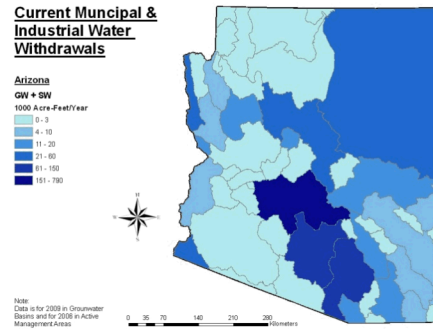 Current Muncipal &
Industrial Water
Withdrawals
Arizona
GW + SW
1000 Acre-Feet/Year
0 - 3
4 - 10
11 - 20
21 - 60
61 - 150
151 - 790
N
W
E
S
Note:
Data is for 2009 in Grounwater
Basins and for 2008 in Active
Management Areas
0 35 70 140 210 280
Kilometers